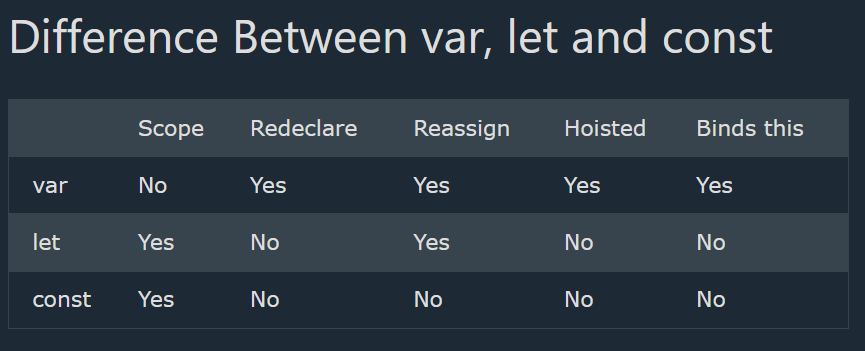 Difference Between var, let and const
Scope Redeclare Reassign Hoisted Binds this
var No Yes Yes Yes Yes
let Yes No Yes No No
const Yes No No No No